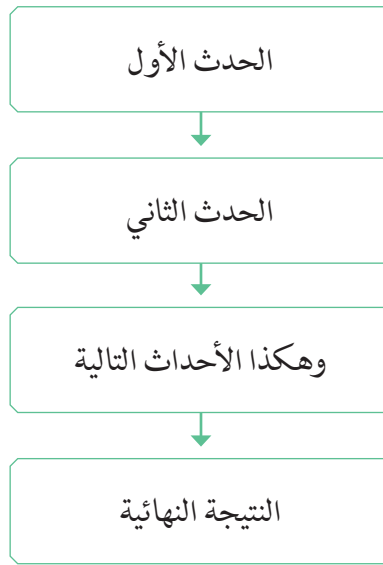 الحدث الأول
الحدث الثاني
وهكذا الأحداث التالية
النتيجة النهائية